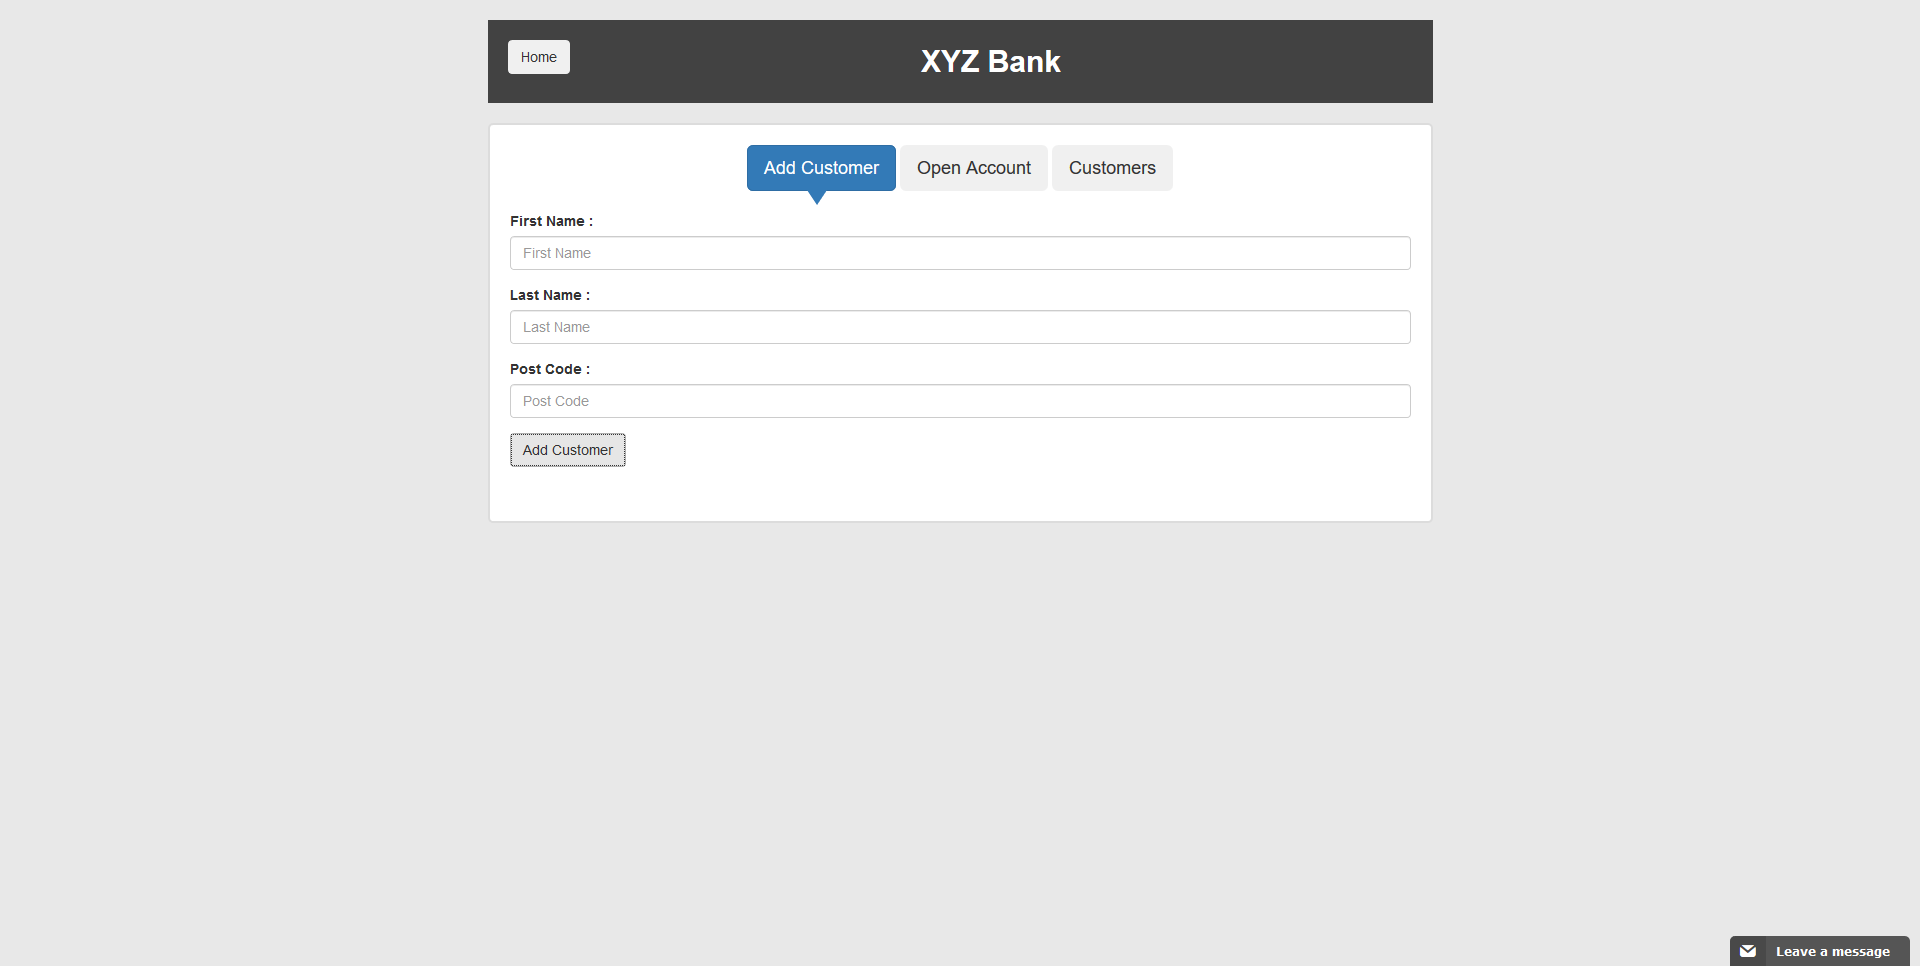 Home
XYZ Bank
Add Customer
Open Account
Customers
First Name :
First Name
Last Name :
Last Name
Post Code :
Post Code
Add Customer
Leave a message